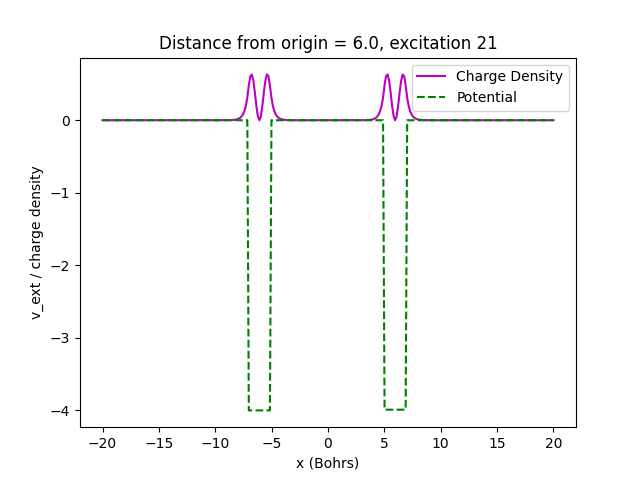 Distance from origin = 6.0, excitation 21
Charge Density
Potential
v_ext / charge density
0
−1
−2
−3
−4
−20
−15
−10
−5
0
5
10
15
20
x (Bohrs)